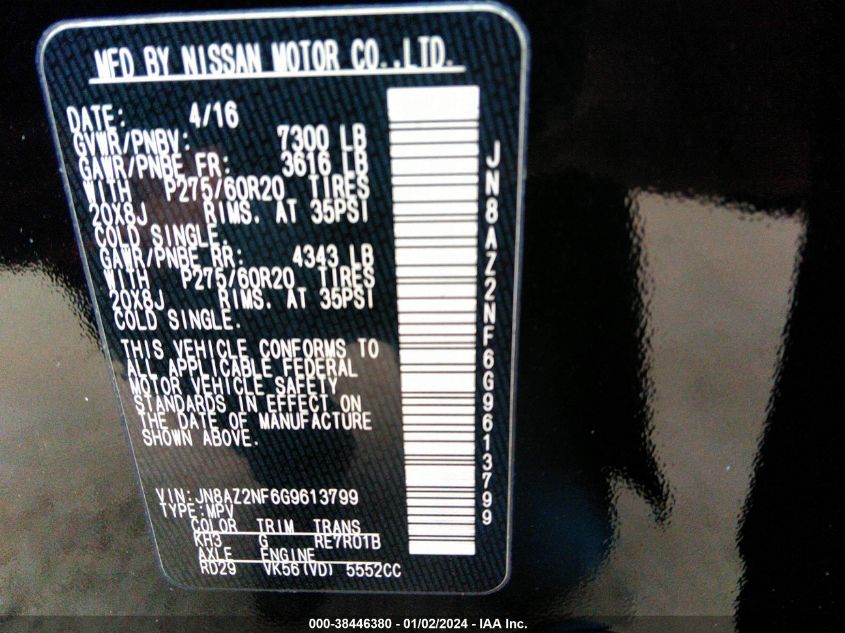 MFD BY NISSAN MOTOR CO.,LTD.
DATE: 4/16
GVWR/PNBV: 7300 LB
GAWR/PNBE FR: 3616 LB
WITH P275/60R20 TIRES
20X8J RIMS. AT 35PSI
COLD SINGLE.
GAWR/PNBE RR: 4343 LB
WITH P275/60R20 TIRES
20X8J RIMS. AT 35PSI
COLD SINGLE.
THIS VEHICLE CONFORMS TO
ALL APPLICABLE FEDERAL
MOTOR VEHICLE SAFETY
STANDARDS IN EFFECT ON
THE DATE OF MANUFACTURE
SHOWN ABOVE.
VIN:JN8AZ2NF6G9613799
TYPE:MPV
COLOR TRIM TRANS
KH3 G RE7R01B
AXLE ENGINE
RD29 VK56(VD) 5552CC
JN8AZ2NF6G9613799
000-38446380 - 01/02/2024 - IAA Inc.